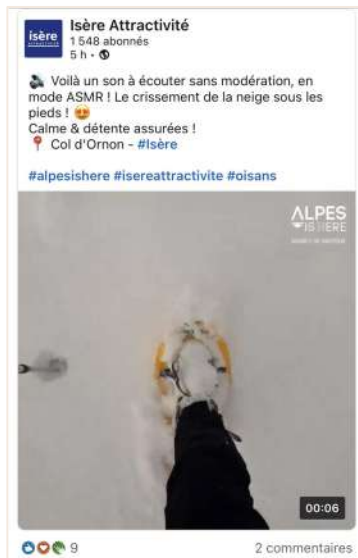 isère
ATTRACTIVITÉ
Isère Attractivité
1 548 abonnés
5 h •
Voilà un son à écouter sans modération, en
mode ASMR ! Le crissement de la neige sous les
pieds !
Calme & détente assurées !
Col d'Ornon - #Isère
#alpesishere #isereattractivite #oisans
ALPES
IS HERE
00:06
9
2 commentaires